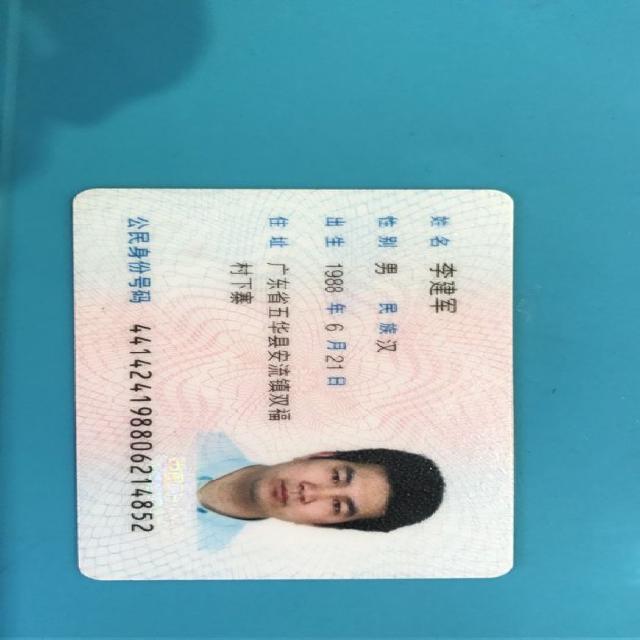 姓名 李建军
性别 男 民族 汉
出生 1988 年 6 月 21 日
住址 广东省五华县安流镇双福
村丁寨
公民身份号码 441424198806214852